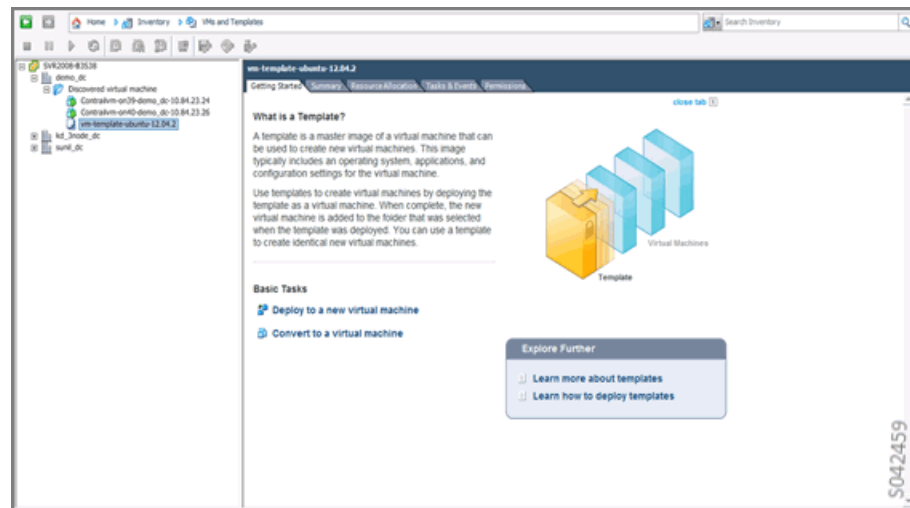 Home Inventory VMs and Templates
Search Inventory
SVR2008-B3538
demo_dc
Discovered virtual machine
Contrailvm-on39-demo_dc-10.84.23.24
Contrailvm-on40-demo_dc-10.84.23.26
vm-template-ubuntu-12.04.2
kd_3node_dc
sunil_dc
vm-template-ubuntu-12.04.2
Getting Started Summary Resource Allocation Tasks & Events Permissions
close tab
What is a Template?
A template is a master image of a virtual machine that can
be used to create new virtual machines. This image
typically includes an operating system, applications, and
configuration settings for the virtual machine.
Use templates to create virtual machines by deploying the
template as a virtual machine. When complete, the new
virtual machine is added to the folder that was selected
when the template was deployed. You can use a template
to create identical new virtual machines.
Virtual Machines
Template
Basic Tasks
Deploy to a new virtual machine
Convert to a virtual machine
Explore Further
Learn more about templates
Learn how to deploy templates
S042459